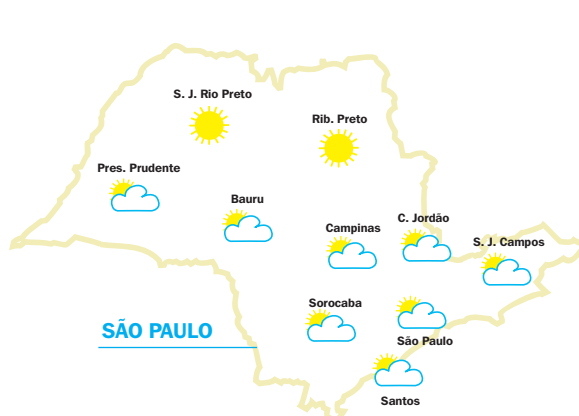 S. J. Rio Preto
Rib. Preto
Pres. Prudente
Bauru
Campinas
C. Jordão
S. J. Campos
Sorocaba
SÃO PAULO
São Paulo
Santos